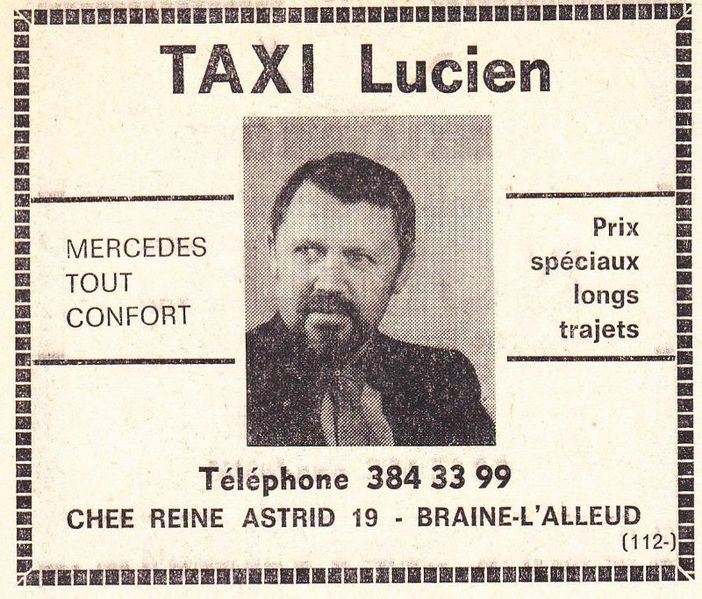 TAXI Lucien
MERCEDES
TOUT
CONFORT
Prix
spéciaux
longs
trajets
Téléphone 384 33 99
CHEE REINE ASTRID 19 - BRAINE-L'ALLEUD
(112-)